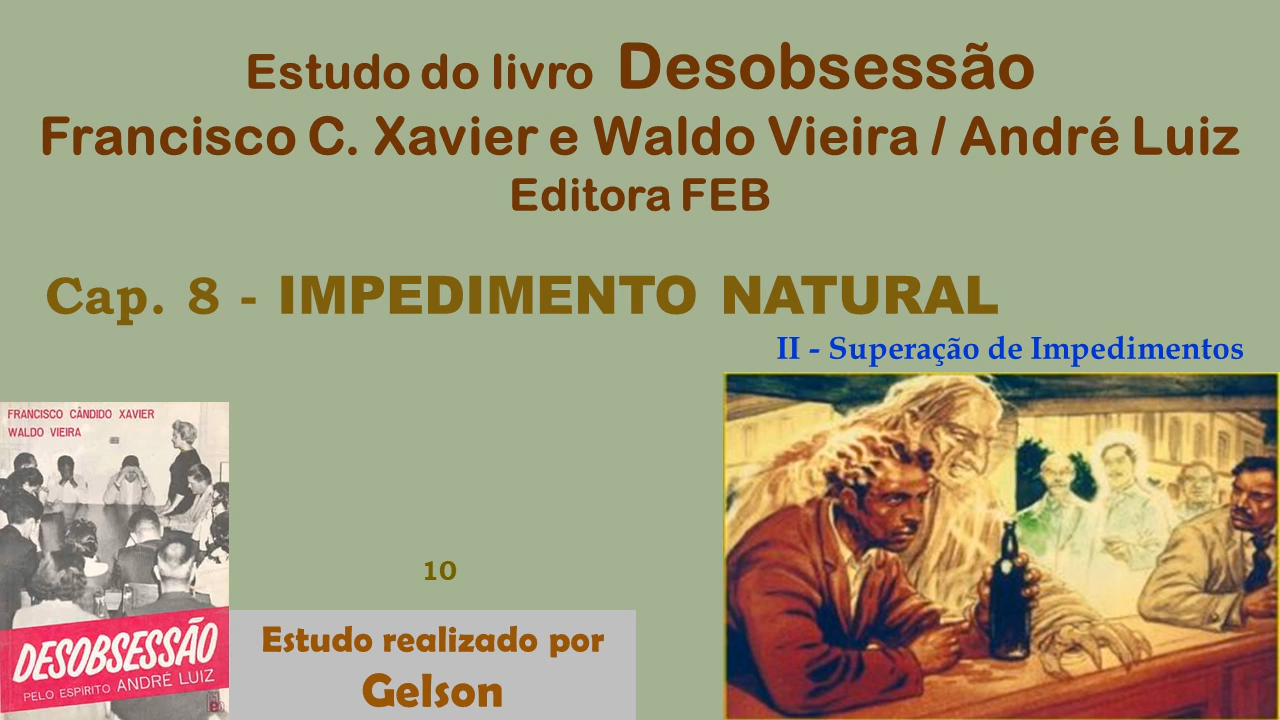 Estudo do livro Desobsessão
Francisco C. Xavier e Waldo Vieira / André Luiz
Editora FEB
Cap. 8 - IMPEDIMENTO NATURAL
II - Superação de Impedimentos
FRANCISCO CÂNDIDO XAVIER
WALDO VIEIRA
DESOBSESSÃO
PELO ESPÍRITO ANDRÉ LUIZ
10
Estudo realizado por
Gelson